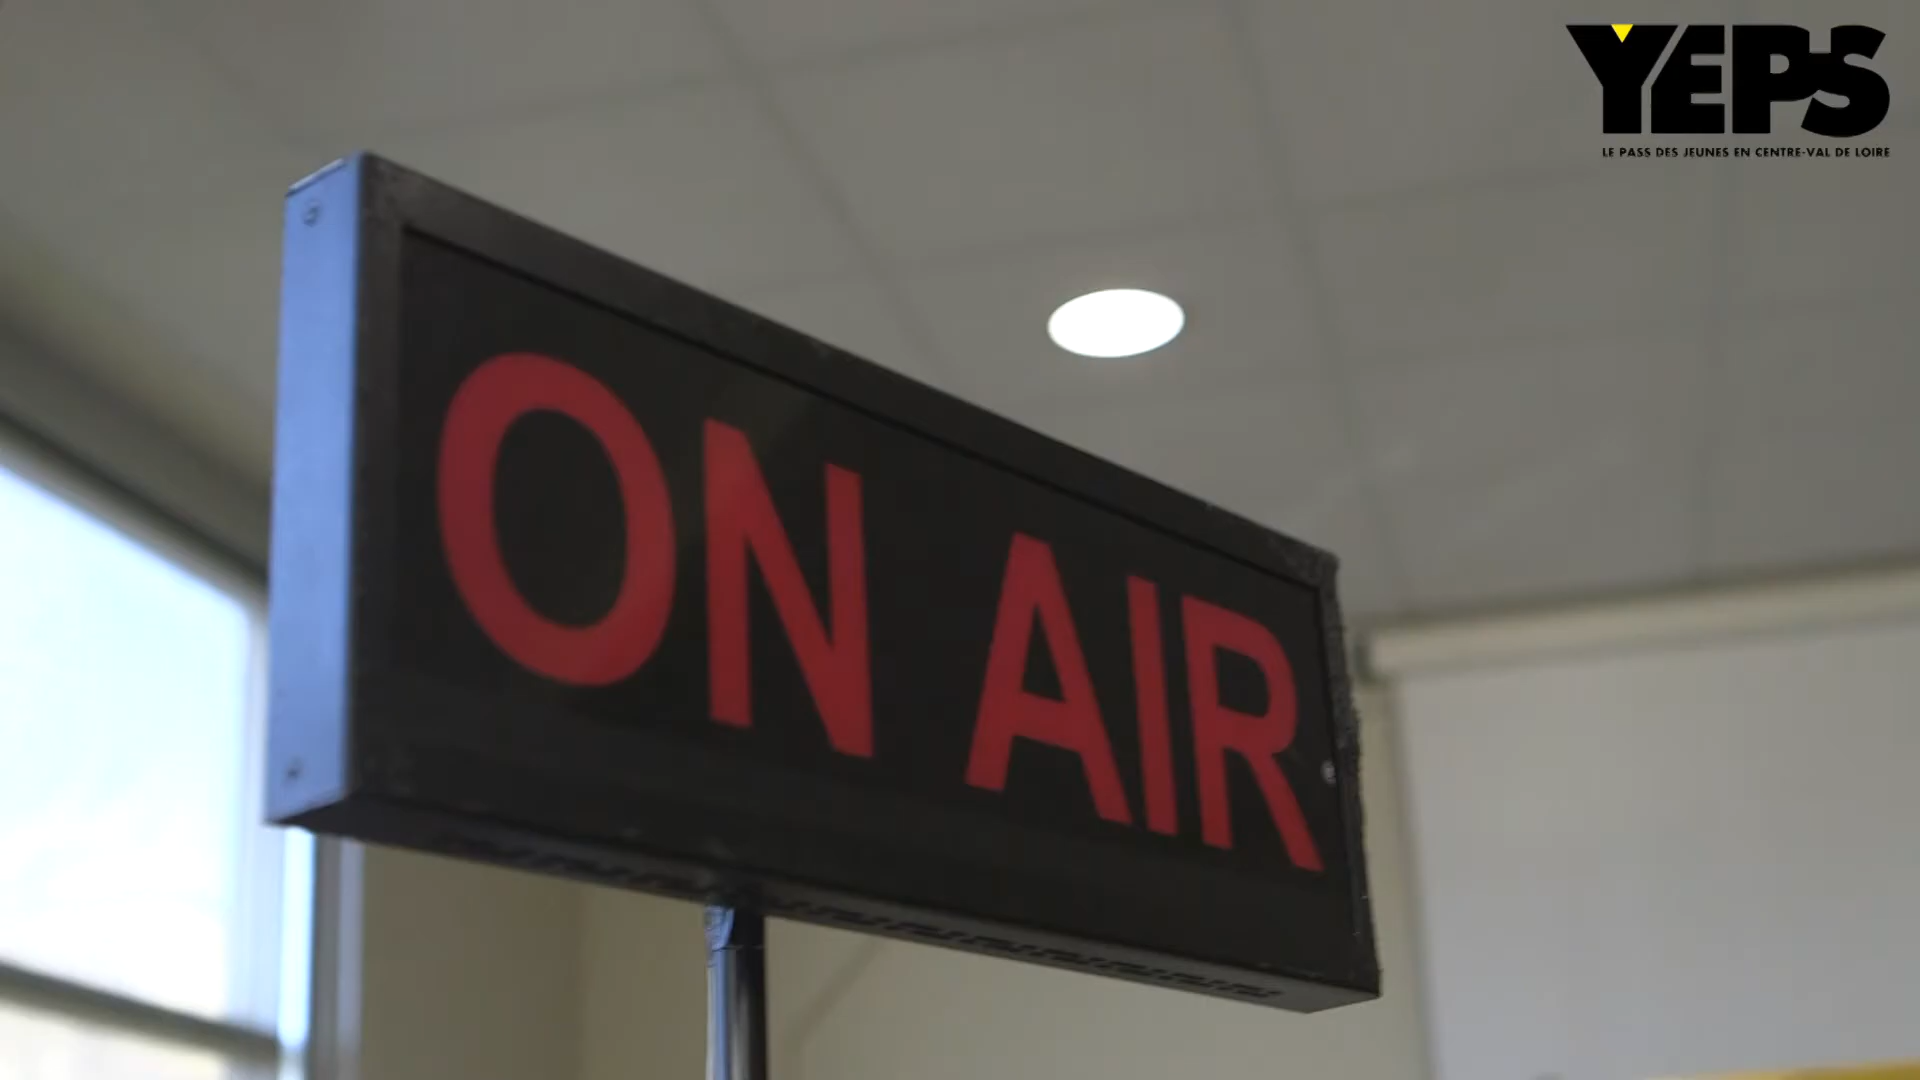 YEPS
LE PASS DES JEUNES EN CENTRE-VAL DE LOIRE
ON AIR